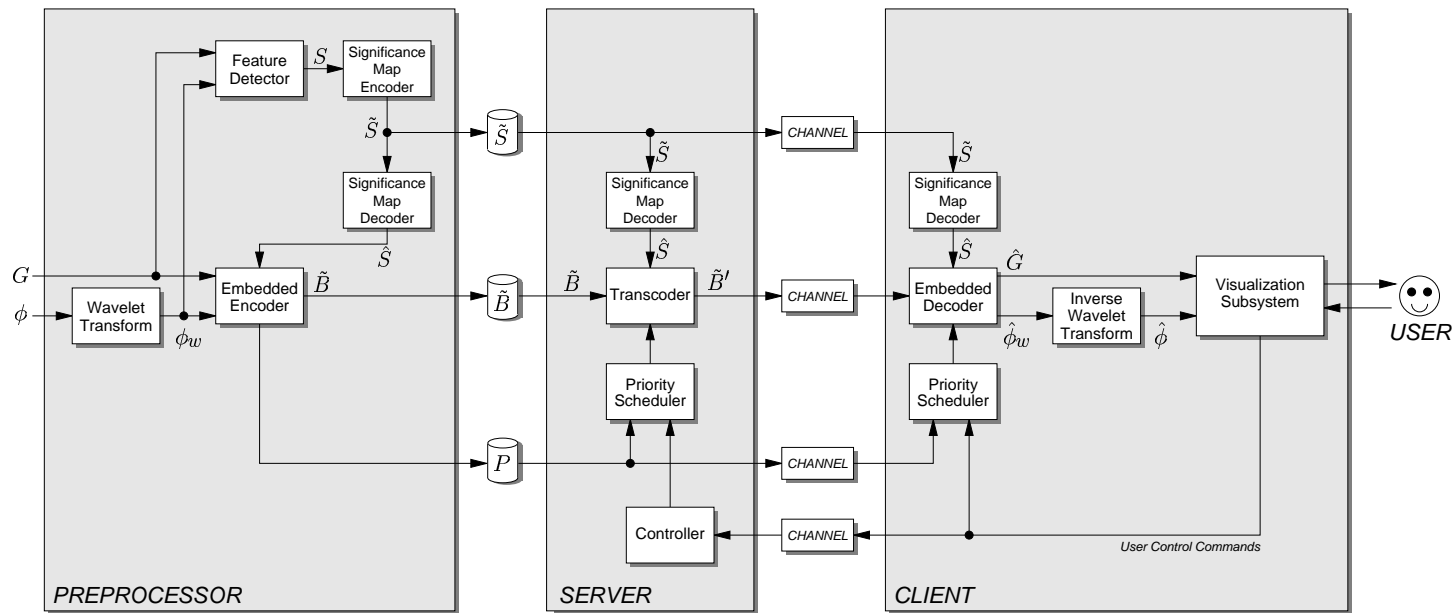 Feature
Detector
S
Significance
Map
Encoder
S̃
S̃
CHANNEL
S̃
S̃
Significance
Map
Decoder
Significance
Map
Decoder
Significance
Map
Decoder
Ŝ
Ŝ
Ŝ
G
ϕ
Wavelet
Transform
ϕw
Embedded
Encoder
B̃
B̃
B̃
Transcoder
B̃′
CHANNEL
Embedded
Decoder
Ĝ
ϕ̂w
Inverse
Wavelet
Transform
ϕ̂
Visualization
Subsystem
USER
Priority
Scheduler
Priority
Scheduler
P
CHANNEL
Controller
CHANNEL
User Control Commands
PREPROCESSOR
SERVER
CLIENT